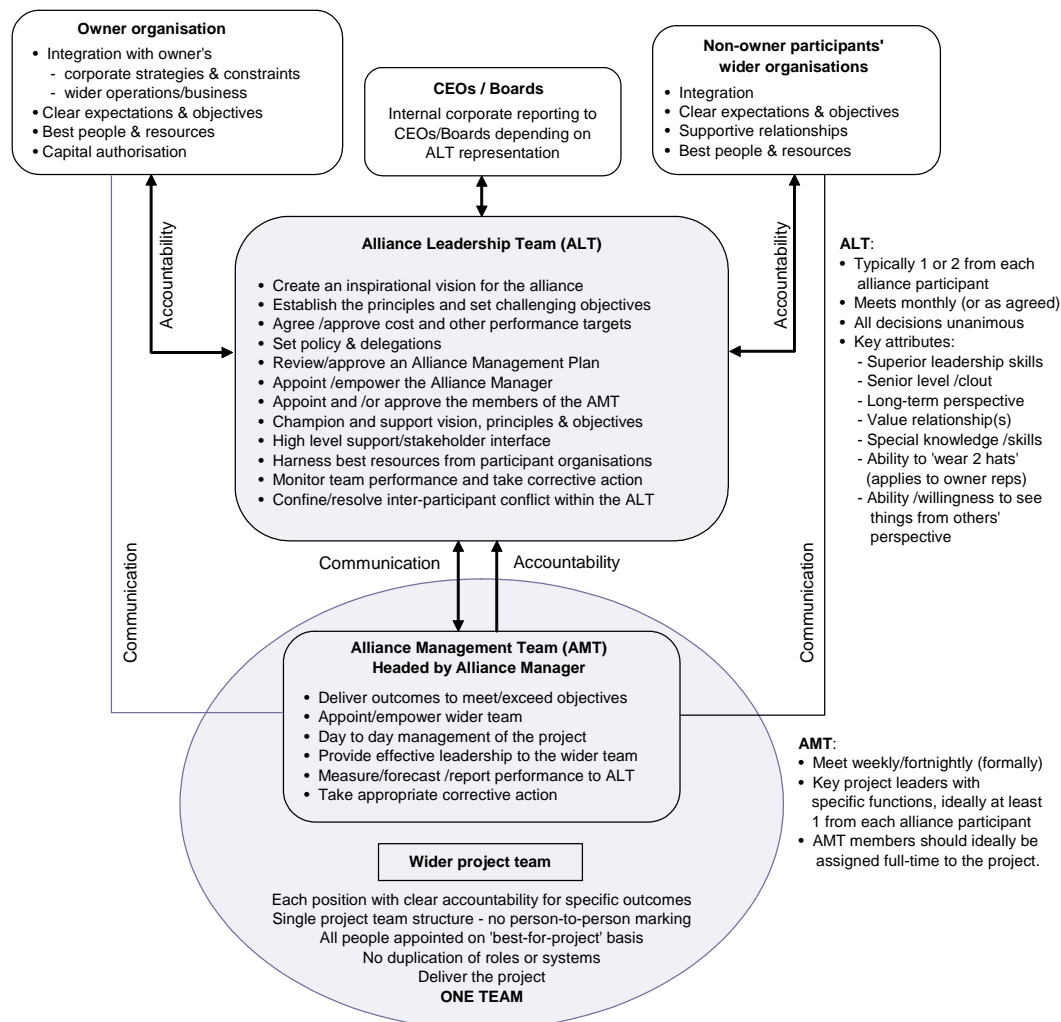 Owner organisation
• Integration with owner's
- corporate strategies & constraints
- wider operations/business
• Clear expectations & objectives
• Best people & resources
• Capital authorisation
CEOs / Boards
Internal corporate reporting to
CEOs/Boards depending on
ALT representation
Non-owner participants'
wider organisations
• Integration
• Clear expectations & objectives
• Supportive relationships
• Best people & resources
Accountability
Accountability
Alliance Leadership Team (ALT)
• Create an inspirational vision for the alliance
• Establish the principles and set challenging objectives
• Agree /approve cost and other performance targets
• Set policy & delegations
• Review/approve an Alliance Management Plan
• Appoint /empower the Alliance Manager
• Appoint and /or approve the members of the AMT
• Champion and support vision, principles & objectives
• High level support/stakeholder interface
• Harness best resources from participant organisations
• Monitor team performance and take corrective action
• Confine/resolve inter-participant conflict within the ALT
ALT:
• Typically 1 or 2 from each
alliance participant
• Meets monthly (or as agreed)
• All decisions unanimous
• Key attributes:
- Superior leadership skills
- Senior level /clout
- Long-term perspective
- Value relationship(s)
- Special knowledge /skills
- Ability to 'wear 2 hats'
(applies to owner reps)
- Ability /willingness to see
things from others'
perspective
Communication
Accountability
Communication
Communication
Alliance Management Team (AMT)
Headed by Alliance Manager
• Deliver outcomes to meet/exceed objectives
• Appoint/empower wider team
• Day to day management of the project
• Provide effective leadership to the wider team
• Measure/forecast /report performance to ALT
• Take appropriate corrective action
AMT:
• Meet weekly/fortnightly (formally)
• Key project leaders with
specific functions, ideally at least
1 from each alliance participant
• AMT members should ideally be
assigned full-time to the project.
Wider project team
Each position with clear accountability for specific outcomes
Single project team structure - no person-to-person marking
All people appointed on 'best-for-project' basis
No duplication of roles or systems
Deliver the project
ONE TEAM